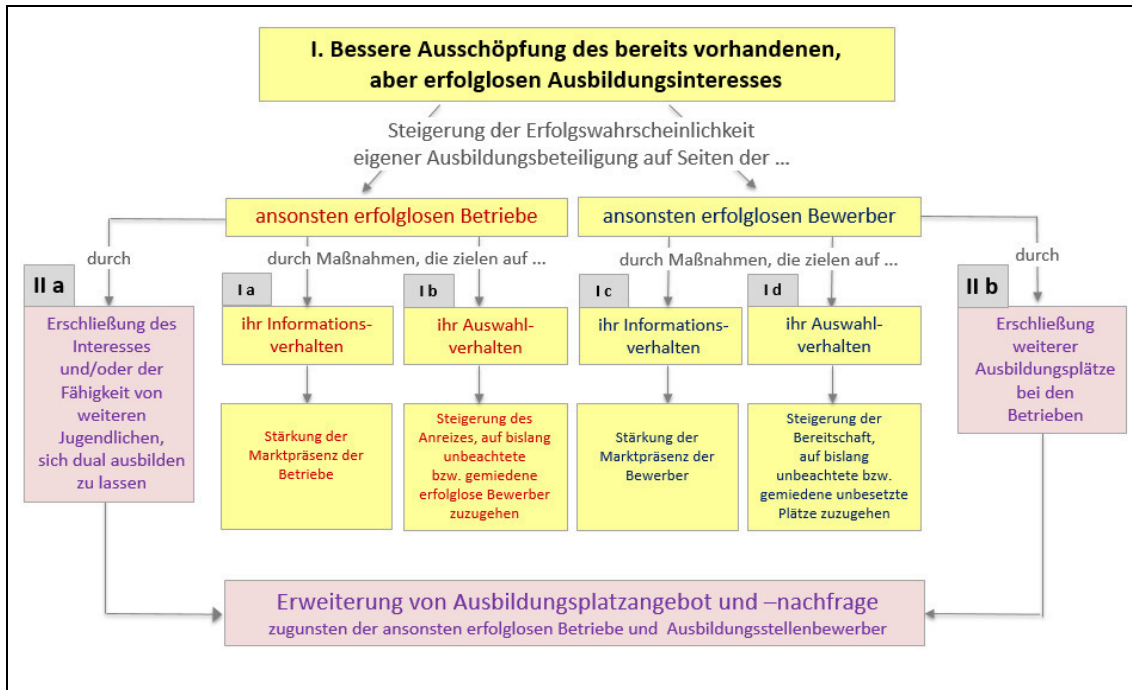 I. Bessere Ausschöpfung des bereits vorhandenen,
aber erfolglosen Ausbildungsinteresses
Steigerung der Erfolgswahrscheinlichkeit
eigener Ausbildungsbeteiligung auf Seiten der ...
ansonsten erfolglosen Betriebe
ansonsten erfolglosen Bewerber
durch
durch Maßnahmen, die zielen auf ...
durch Maßnahmen, die zielen auf ...
durch
II a
Erschließung des
Interesses
und/oder der
Fähigkeit von
weiteren
Jugendlichen,
sich dual ausbilden
zu lassen
I a
ihr Informations-
verhalten
Stärkung der
Marktpräsenz der
Betriebe
I b
ihr Auswahl-
verhalten
Steigerung des
Anreizes, auf bislang
unbeachtete
bzw. gemiedene
erfolglose Bewerber
zuzugehen
I c
ihr Informations-
verhalten
Stärkung der
Marktpräsenz der
Bewerber
I d
ihr Auswahl-
verhalten
Steigerung der
Bereitschaft,
auf bislang
unbeachtete bzw.
gemiedene unbesetzte
Plätze zuzugehen
II b
Erschließung
weiterer
Ausbildungsplätze
bei den
Betrieben
Erweiterung von Ausbildungsplatzangebot und –nachfrage
zugunsten der ansonsten erfolglosen Betriebe und Ausbildungsstellenbewerber